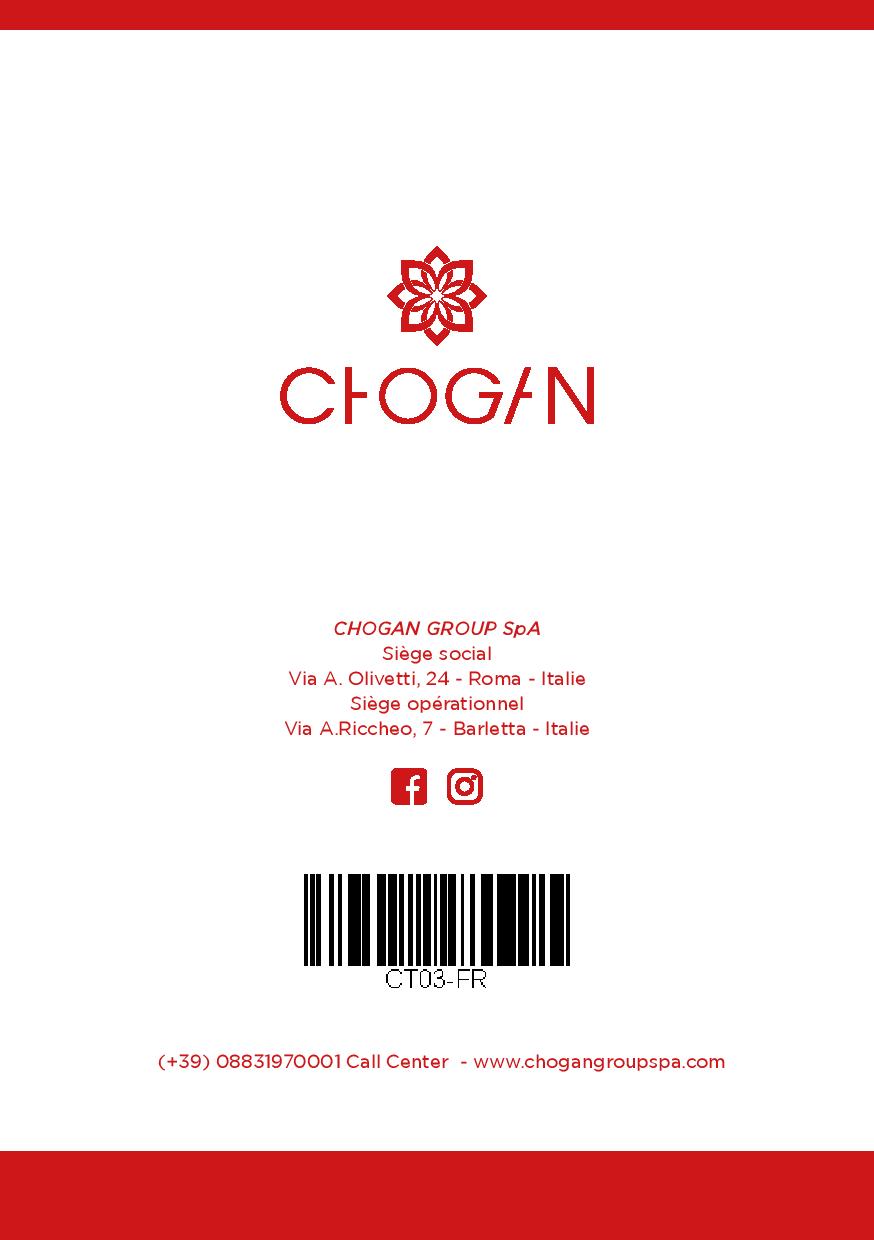 CHOGAN
CHOGAN GROUP SpA
Siège social
Via A. Olivetti, 24 - Roma - Italie
Siège opérationnel
Via A.Riccheo, 7 - Barletta - Italie
CT03-FR
(+39) 08831970001 Call Center - www.chogangroupspa.com